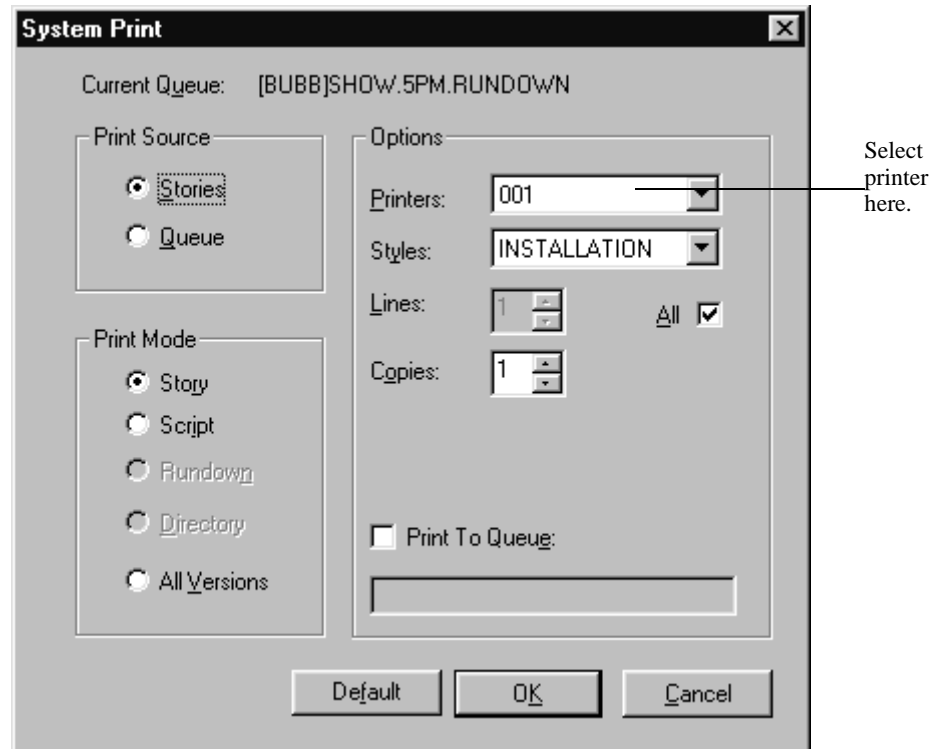 System Print
Current Queue: [BUBB]SHOW.5PM.RUNDOWN
Print Source
Stories
Queue
Print Mode
Story
Script
Rundown
Directory
All Versions
Options
Printers: 001
Styles: INSTALLATION
Lines: 1 All
Copies: 1
Print To Queue:
Default OK Cancel
Select
printer
here.